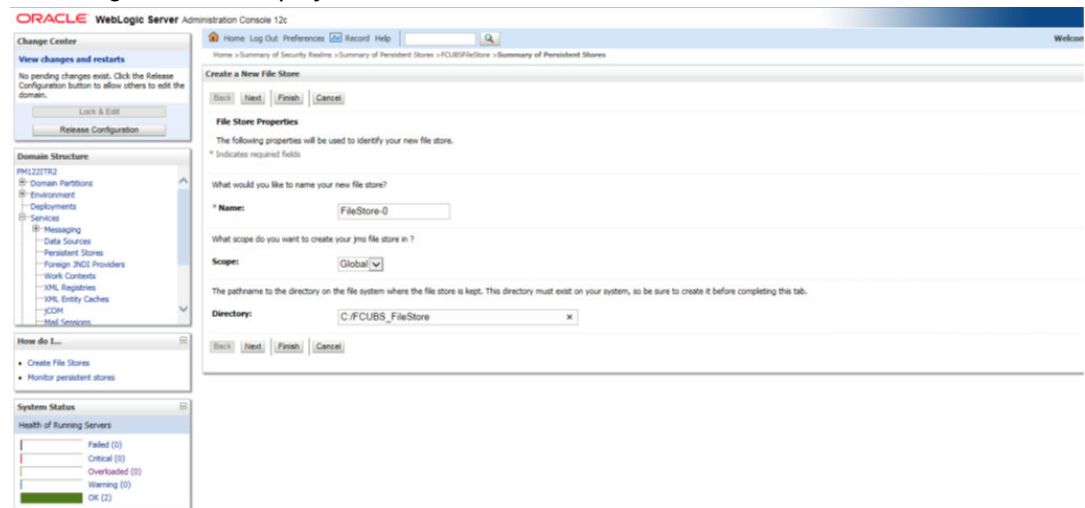 ORACLE WebLogic Server Administration Console 12c
Change Center
View changes and restarts
No pending changes exist. Click the Release
Configuration button to allow others to edit the
domain.
Lock & Edit
Release Configuration
Domain Structure
PM122ITR2
Domain Partitions
Environment
Deployments
Services
Messaging
Data Sources
Persistent Stores
Foreign JNDI Providers
Work Contexts
XML Registries
XML Entity Caches
jCOM
Mail Sessions
How do I...
Create File Stores
Monitor persistent stores
System Status
Health of Running Servers
Failed (0)
Critical (0)
Overloaded (0)
Warning (0)
OK (2)
Home Log Out Preferences Record Help
Welcom
Home >Summary of Security Realms >Summary of Persistent Stores >FCUBSFileStore >Summary of Persistent Stores
Create a New File Store
Back Next Finish Cancel
File Store Properties
The following properties will be used to identify your new file store.
* Indicates required fields
What would you like to name your new file store?
* Name: FileStore-0
What scope do you want to create your jms file store in ?
Scope: Global
The pathname to the directory on the file system where the file store is kept. This directory must exist on your system, so be sure to create it before completing this tab.
Directory: C:/FCUBS_FileStore ×
Back Next Finish Cancel